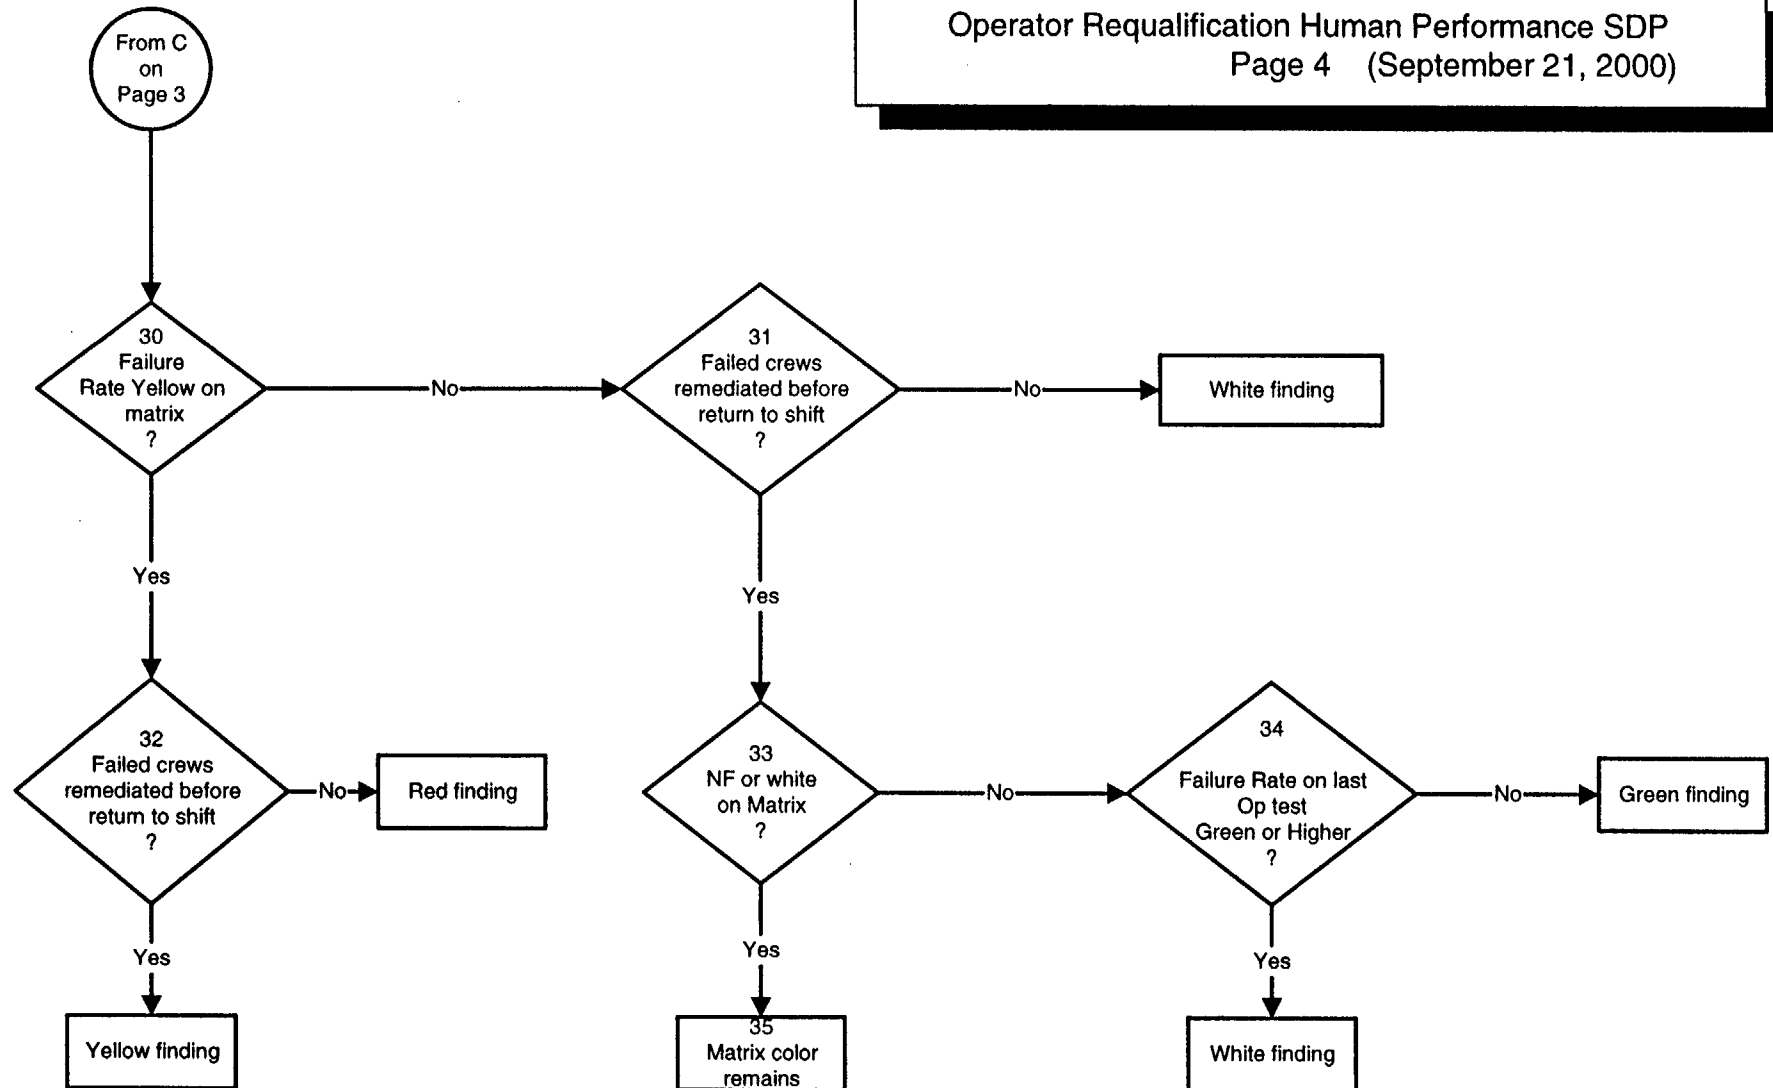 From C
on
Page 3
Operator Requalification Human Performance SDP
Page 4 (September 21, 2000)
30
Failure
Rate Yellow on
matrix
?
No
31
Failed crews
remediated before
return to shift
?
No
White finding
Yes
Yes
32
Failed crews
remediated before
return to shift
?
No
Red finding
33
NF or white
on Matrix
?
No
34
Failure Rate on last
Op test
Green or Higher
?
No
Green finding
Yes
Yes
Yes
Yellow finding
35
Matrix color
remains
White finding